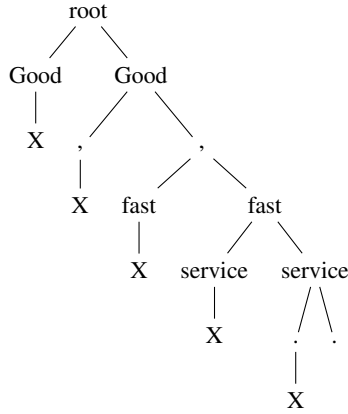 root
Good Good
X , ,
X fast fast
X service service
X . .
X